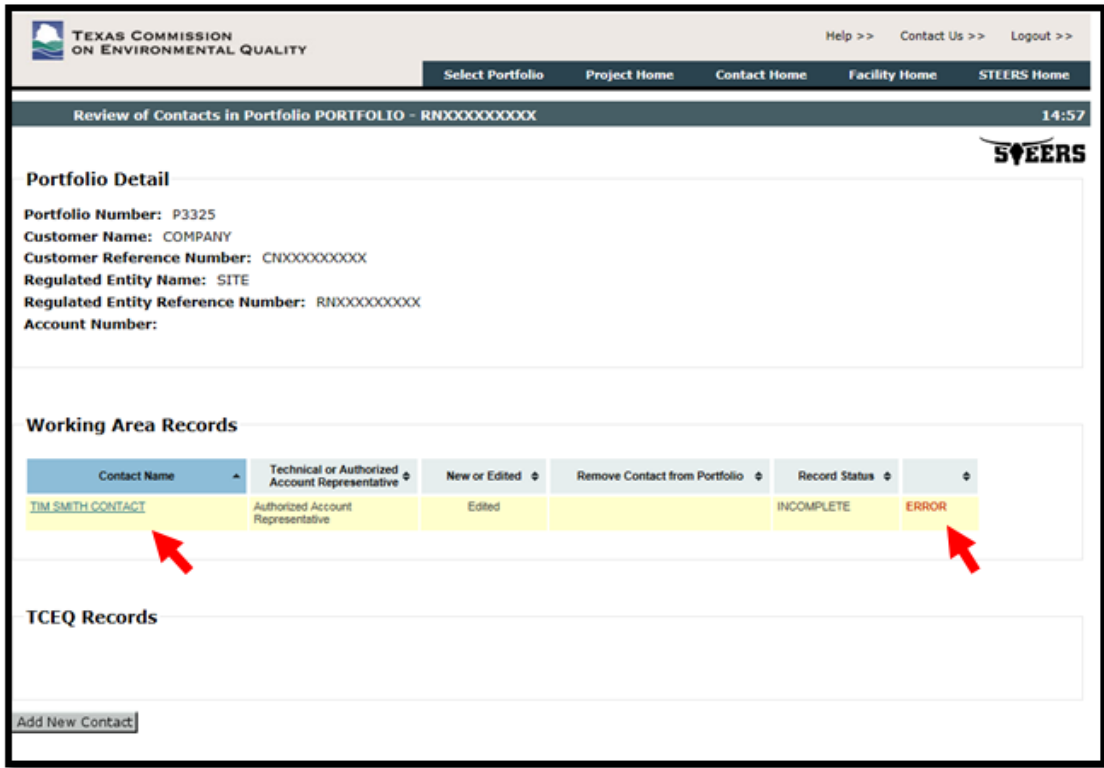 TEXAS COMMISSION
ON ENVIRONMENTAL QUALITY
Help >> Contact Us >> Logout >>
Select Portfolio Project Home Contact Home Facility Home STEERS Home
Review of Contacts in Portfolio PORTFOLIO - RNXXXXXXXXX 14:57
STEERS
Portfolio Detail
Portfolio Number: P3325
Customer Name: COMPANY
Customer Reference Number: CNXXXXXXXXX
Regulated Entity Name: SITE
Regulated Entity Reference Number: RNXXXXXXXXX
Account Number:
Working Area Records
Contact Name Technical or Authorized Account Representative New or Edited Remove Contact from Portfolio Record Status
TIM SMITH CONTACT Authorized Account Representative Edited INCOMPLETE ERROR
TCEQ Records
Add New Contact